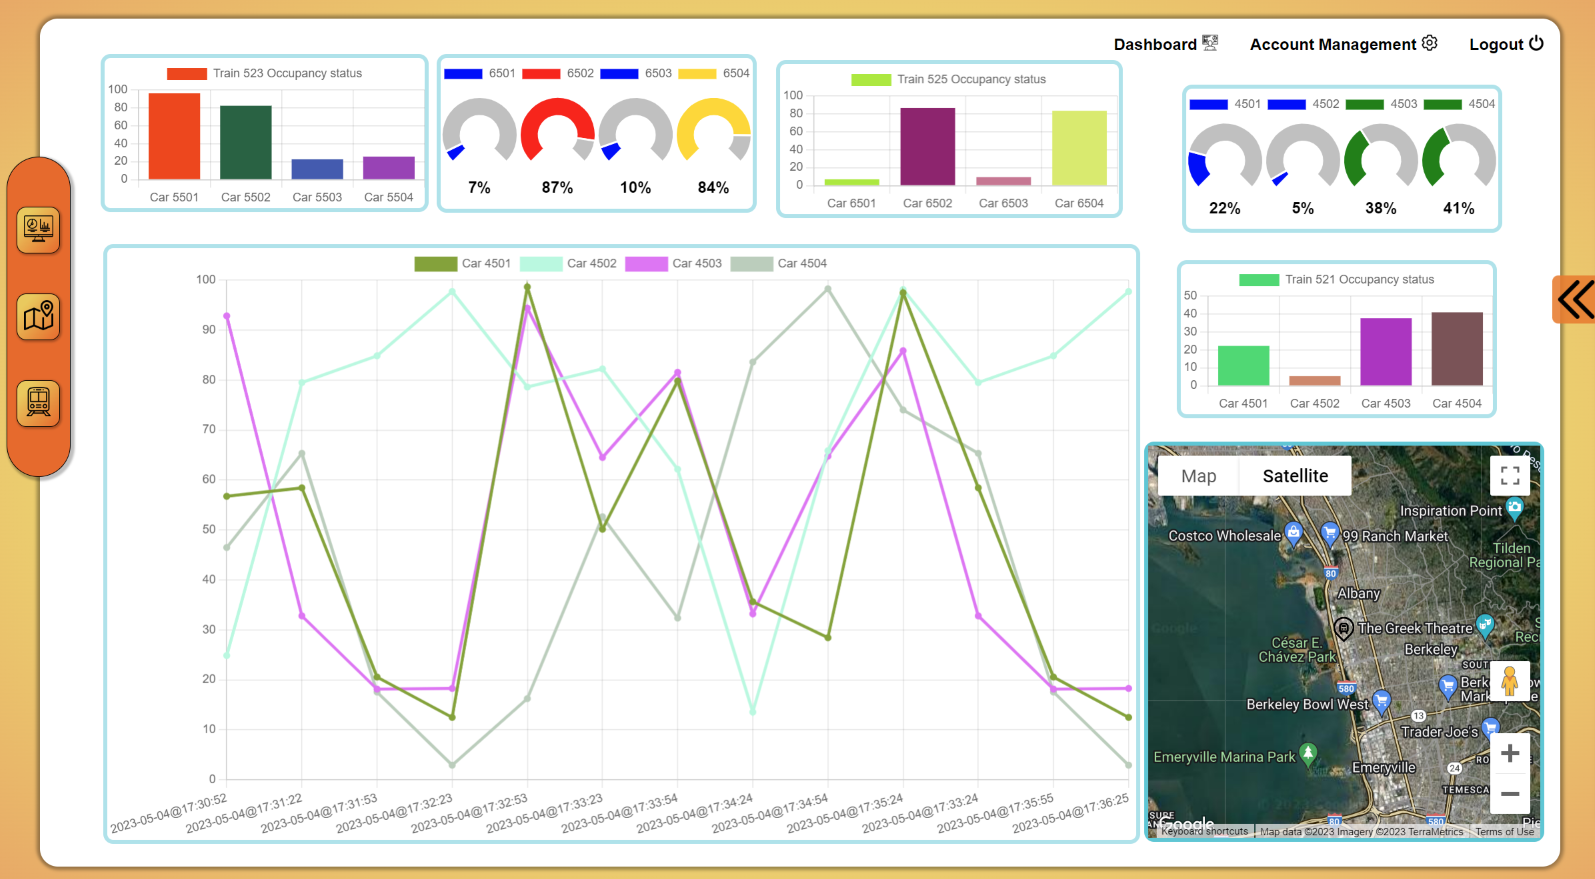 Dashboard
Account Management
Logout
Train 523 Occupancy status
100
80
60
40
20
0
Car 5501
Car 5502
Car 5503
Car 5504
6501
6502
6503
6504
7%
87%
10%
84%
Train 525 Occupancy status
100
80
60
40
20
0
Car 6501
Car 6502
Car 6503
Car 6504
4501
4502
4503
4504
22%
5%
38%
41%
Car 4501
Car 4502
Car 4503
Car 4504
100
90
80
70
60
50
40
30
20
10
0
2023-05-04@17:30:52
2023-05-04@17:31:22
2023-05-04@17:31:53
2023-05-04@17:32:23
2023-05-04@17:32:53
2023-05-04@17:33:23
2023-05-04@17:33:54
2023-05-04@17:34:24
2023-05-04@17:34:54
2023-05-04@17:35:24
2023-05-04@17:33:24
2023-05-04@17:35:55
2023-05-04@17:36:25
Train 521 Occupancy status
50
40
30
20
10
0
Car 4501
Car 4502
Car 4503
Car 4504
Map
Satellite
Inspiration Point
Costco Wholesale
99 Ranch Market
Tilden
Regional Pa
80
Albany
The Greek Theatre
César E.
Chávez Park
Berkeley
SOUT
580
Berkeley Bowl West
13
Trader Joe's
Emeryville Marina Park
Emeryville
24
TEMESCA
80
580
Google
Keyboard shortcuts
Map data ©2023 Imagery ©2023 TerraMetrics
Terms of Use